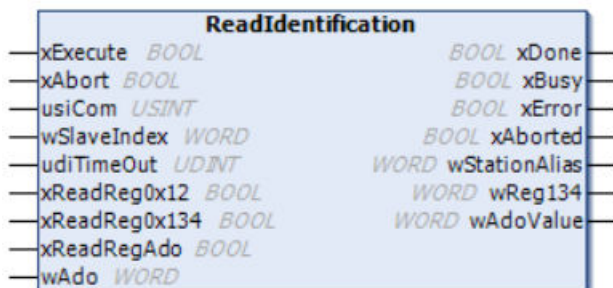 ReadIdentification
xExecute BOOL BOOL xDone
xAbort BOOL BOOL xBusy
usiCom USINT BOOL xError
wSlaveIndex WORD BOOL xAborted
udiTimeOut UDINT WORD wStationAlias
xReadReg0x12 BOOL WORD wReg134
xReadReg0x134 BOOL WORD wAdoValue
xReadRegAdo BOOL
wAdo WORD